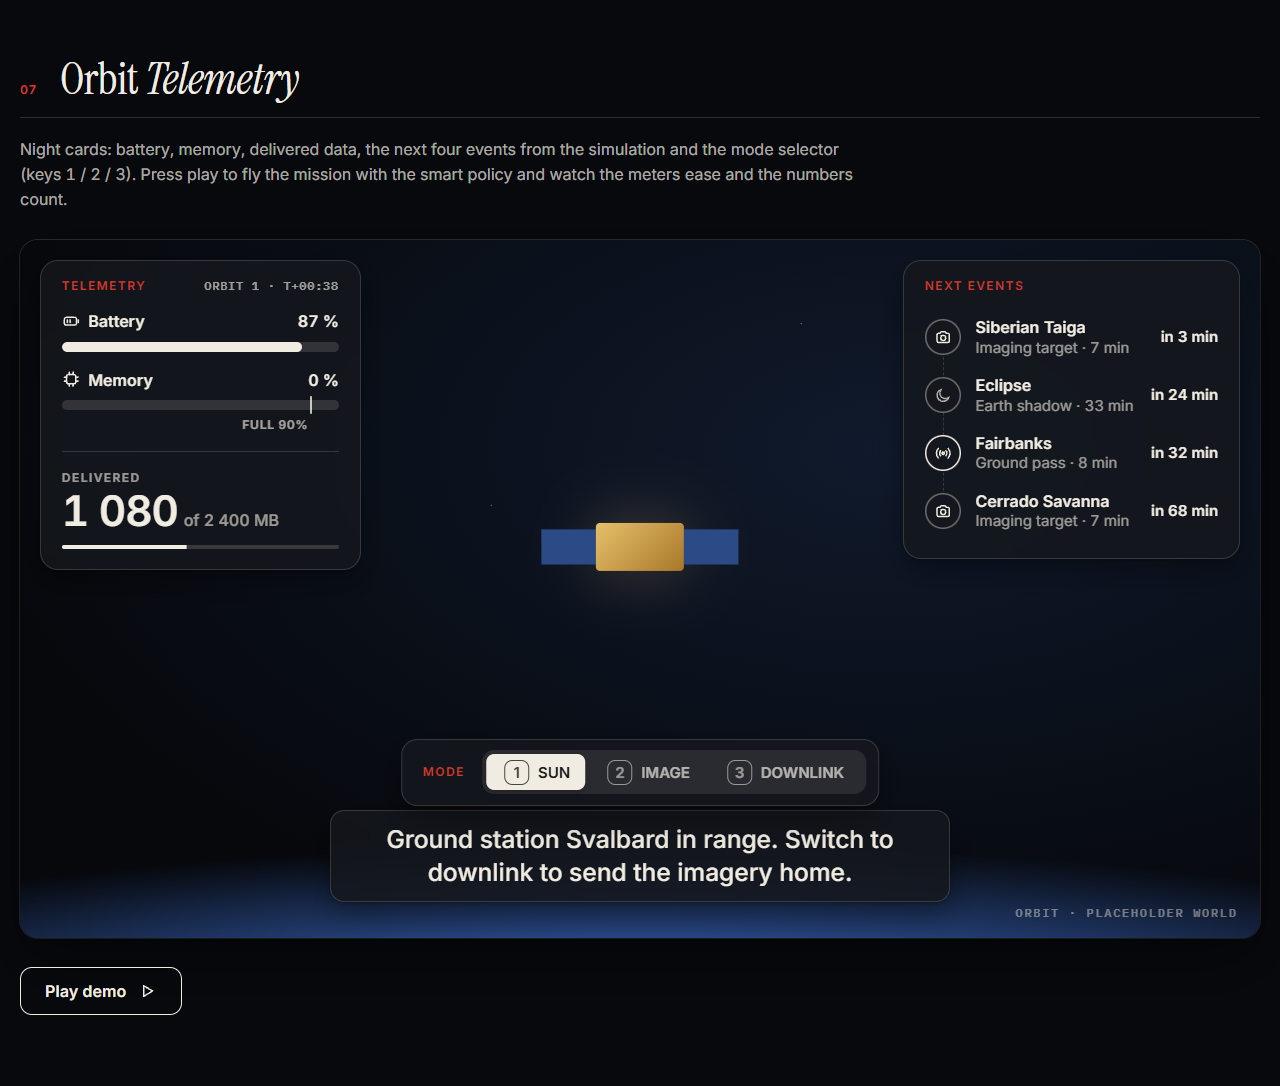 07
Orbit Telemetry
Night cards: battery, memory, delivered data, the next four events from the simulation and the mode selector
(keys 1 / 2 / 3). Press play to fly the mission with the smart policy and watch the meters ease and the numbers
count.
TELEMETRY
ORBIT 1 · T+00:38
Battery
87 %
Memory
0 %
FULL 90%
DELIVERED
1 080 of 2 400 MB
NEXT EVENTS
Siberian Taiga
Imaging target · 7 min
in 3 min
Eclipse
Earth shadow · 33 min
in 24 min
Fairbanks
Ground pass · 8 min
in 32 min
Cerrado Savanna
Imaging target · 7 min
in 68 min
MODE
1 SUN
2 IMAGE
3 DOWNLINK
Ground station Svalbard in range. Switch to
downlink to send the imagery home.
ORBIT · PLACEHOLDER WORLD
Play demo